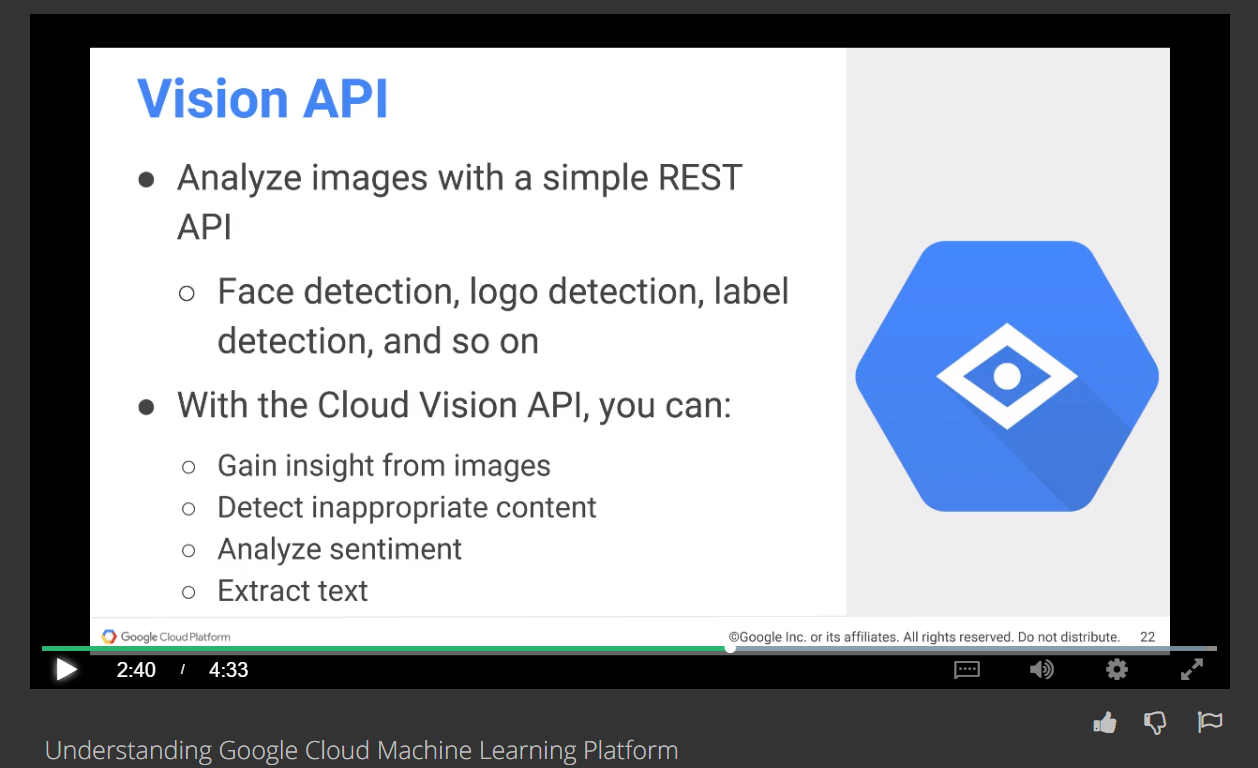 Vision API
● Analyze images with a simple REST
API
○ Face detection, logo detection, label
detection, and so on
● With the Cloud Vision API, you can:
○ Gain insight from images
○ Detect inappropriate content
○ Analyze sentiment
○ Extract text
Google Cloud Platform
©Google Inc. or its affiliates. All rights reserved. Do not distribute. 22
2:40 / 4:33
Understanding Google Cloud Machine Learning Platform